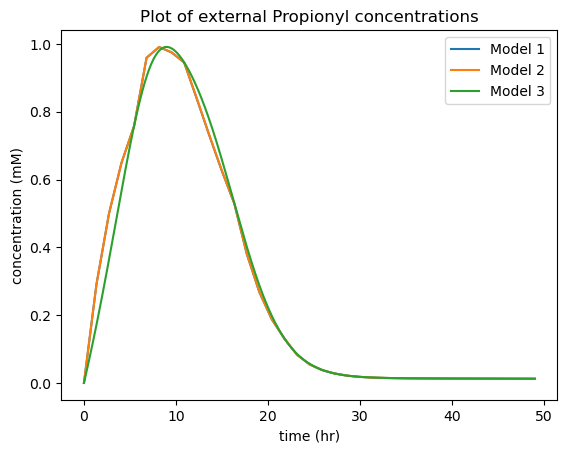 Plot of external Propionyl concentrations
Model 1
Model 2
Model 3
concentration (mM)
1.0
0.8
0.6
0.4
0.2
0.0
0
10
20
30
40
50
time (hr)